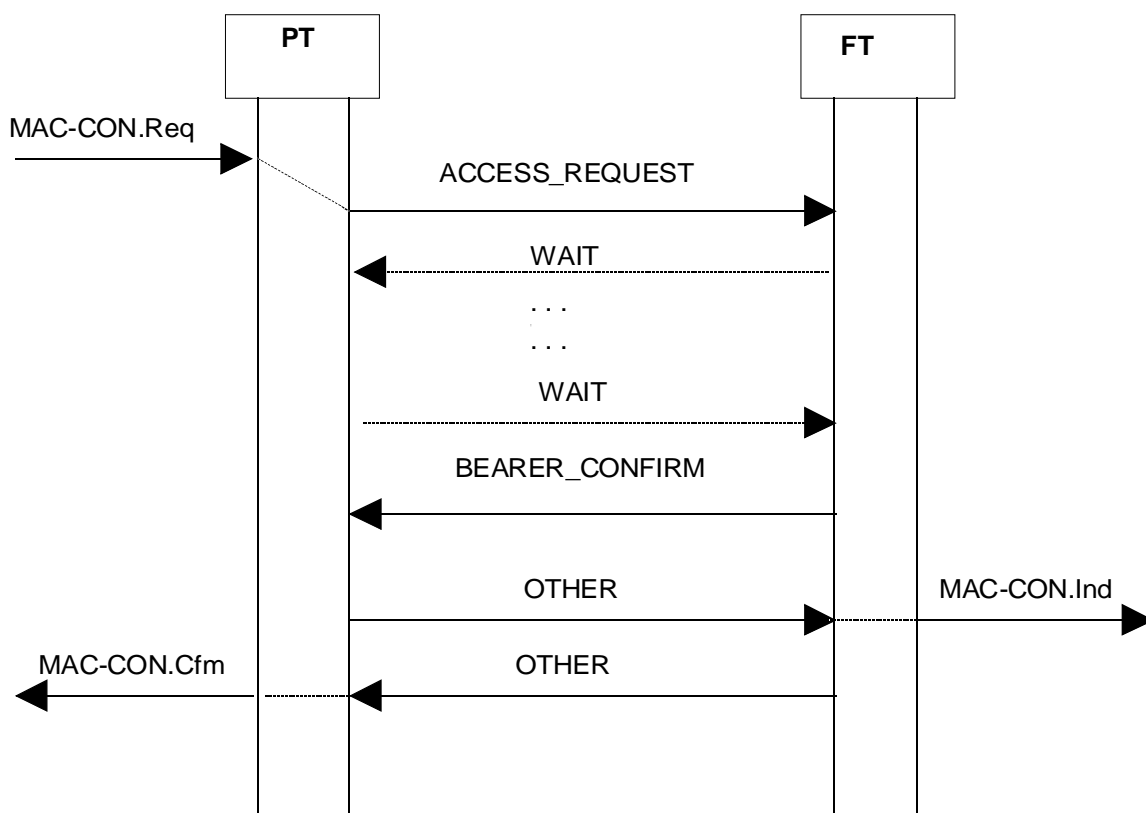 PT
FT
MAC-CON.Req
ACCESS_REQUEST
WAIT
. . .
. . .
WAIT
BEARER_CONFIRM
OTHER
MAC-CON.Ind
MAC-CON.Cfm
OTHER